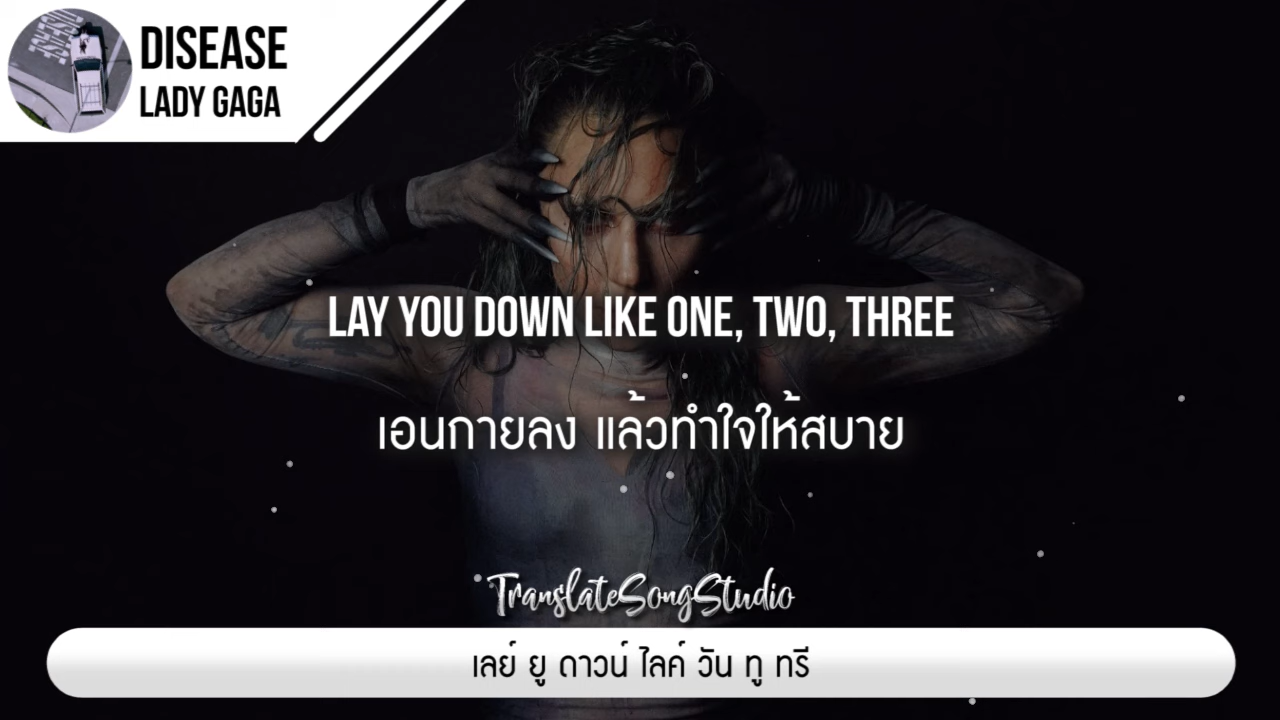 DISEASE
LADY GAGA
LAY YOU DOWN LIKE ONE, TWO, THREE
เอนกายลง แล้วทำใจให้สบาย
TranslateSongStudio
เลย์ ยู ดาวน์ ไลค์ วัน ทู ทรี